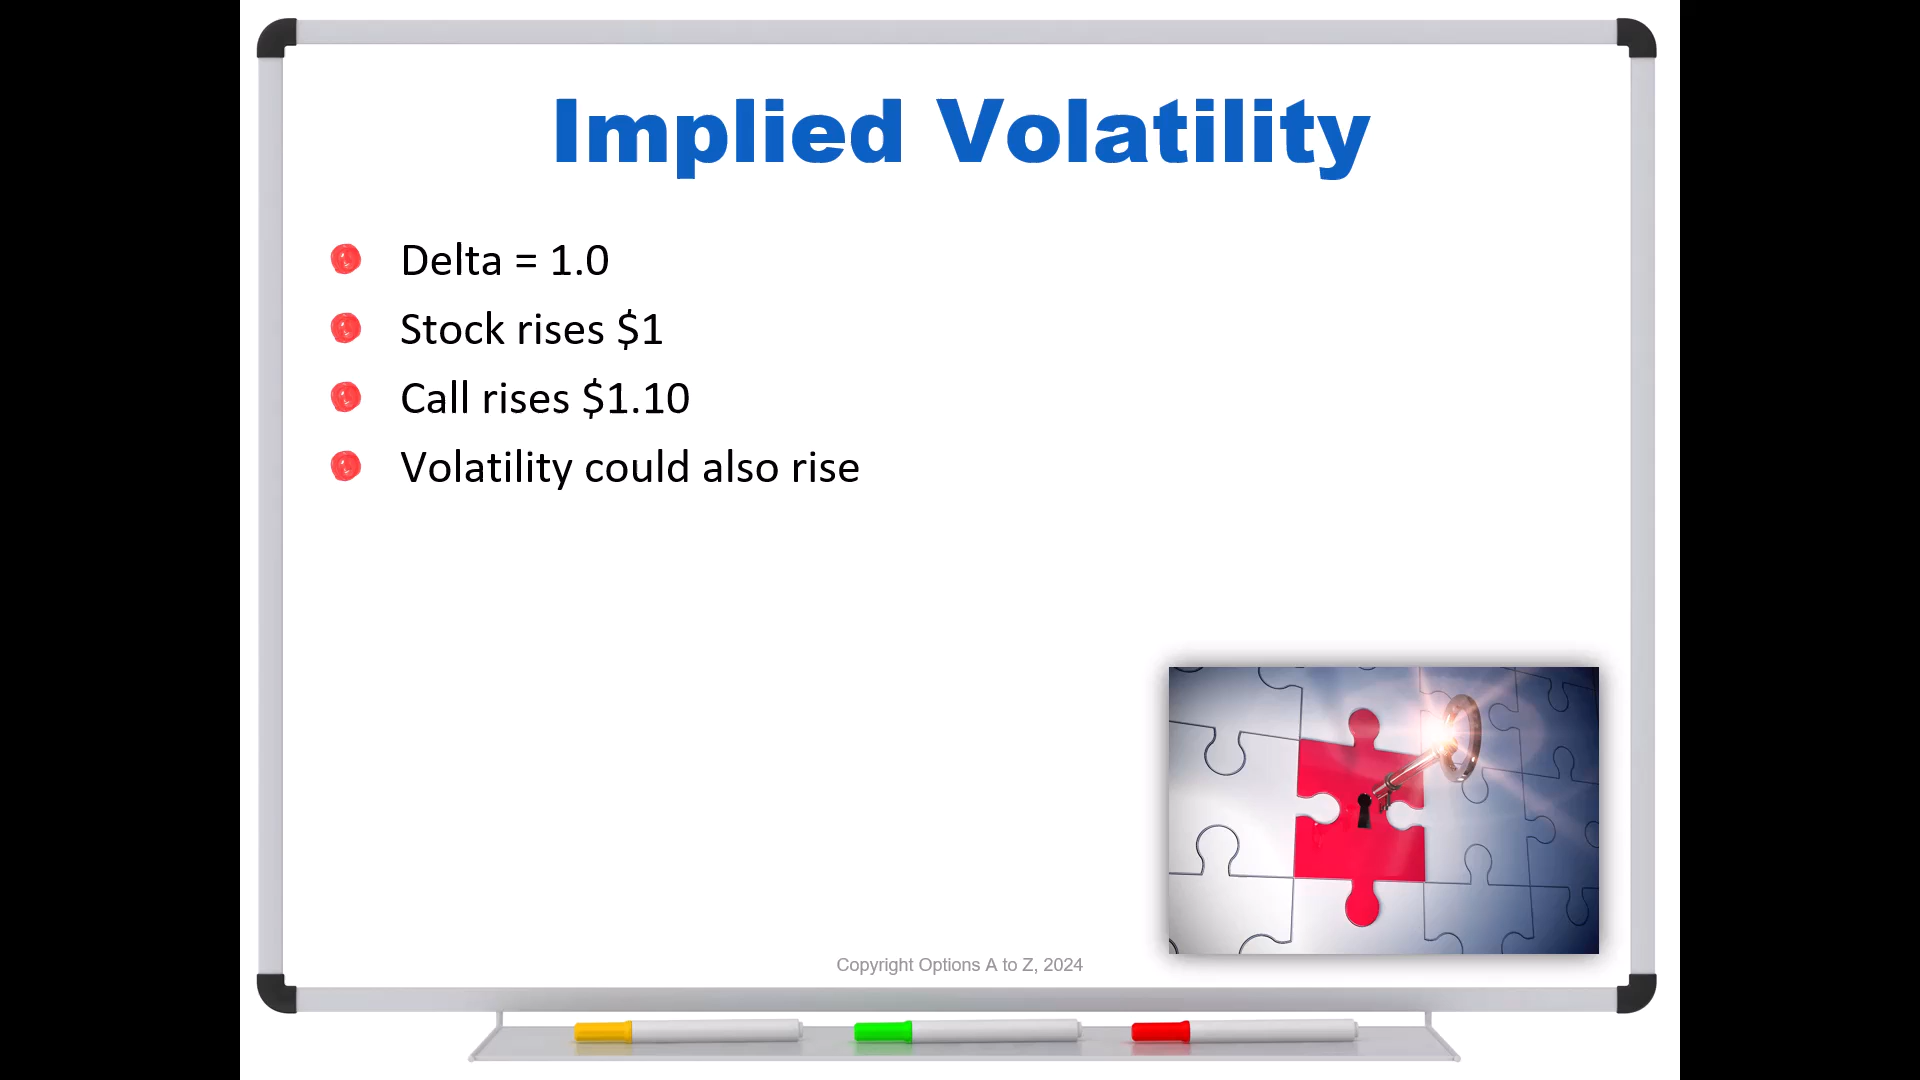 Implied Volatility
Delta = 1.0
Stock rises $1
Call rises $1.10
Volatility could also rise
Copyright Options A to Z, 2024